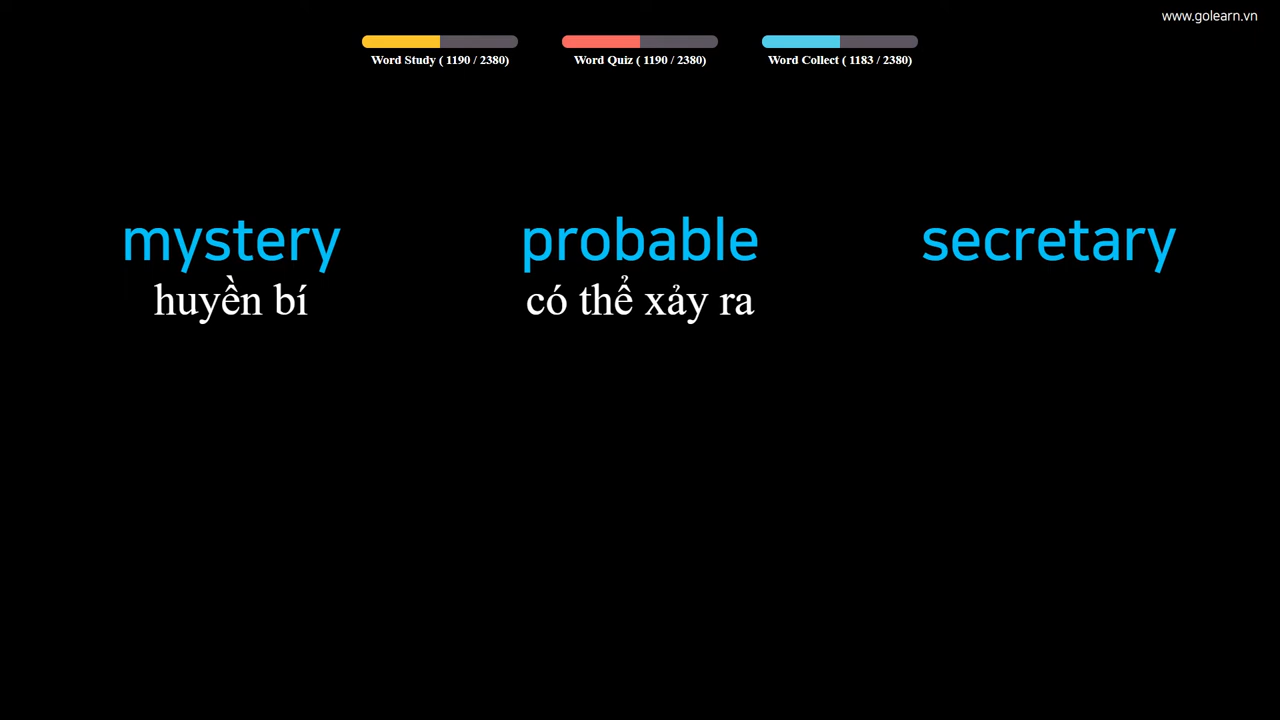 www.golearn.vn
Word Study ( 1190 / 2380)
Word Quiz ( 1190 / 2380)
Word Collect ( 1183 / 2380)
mystery
huyền bí
probable
có thể xảy ra
secretary